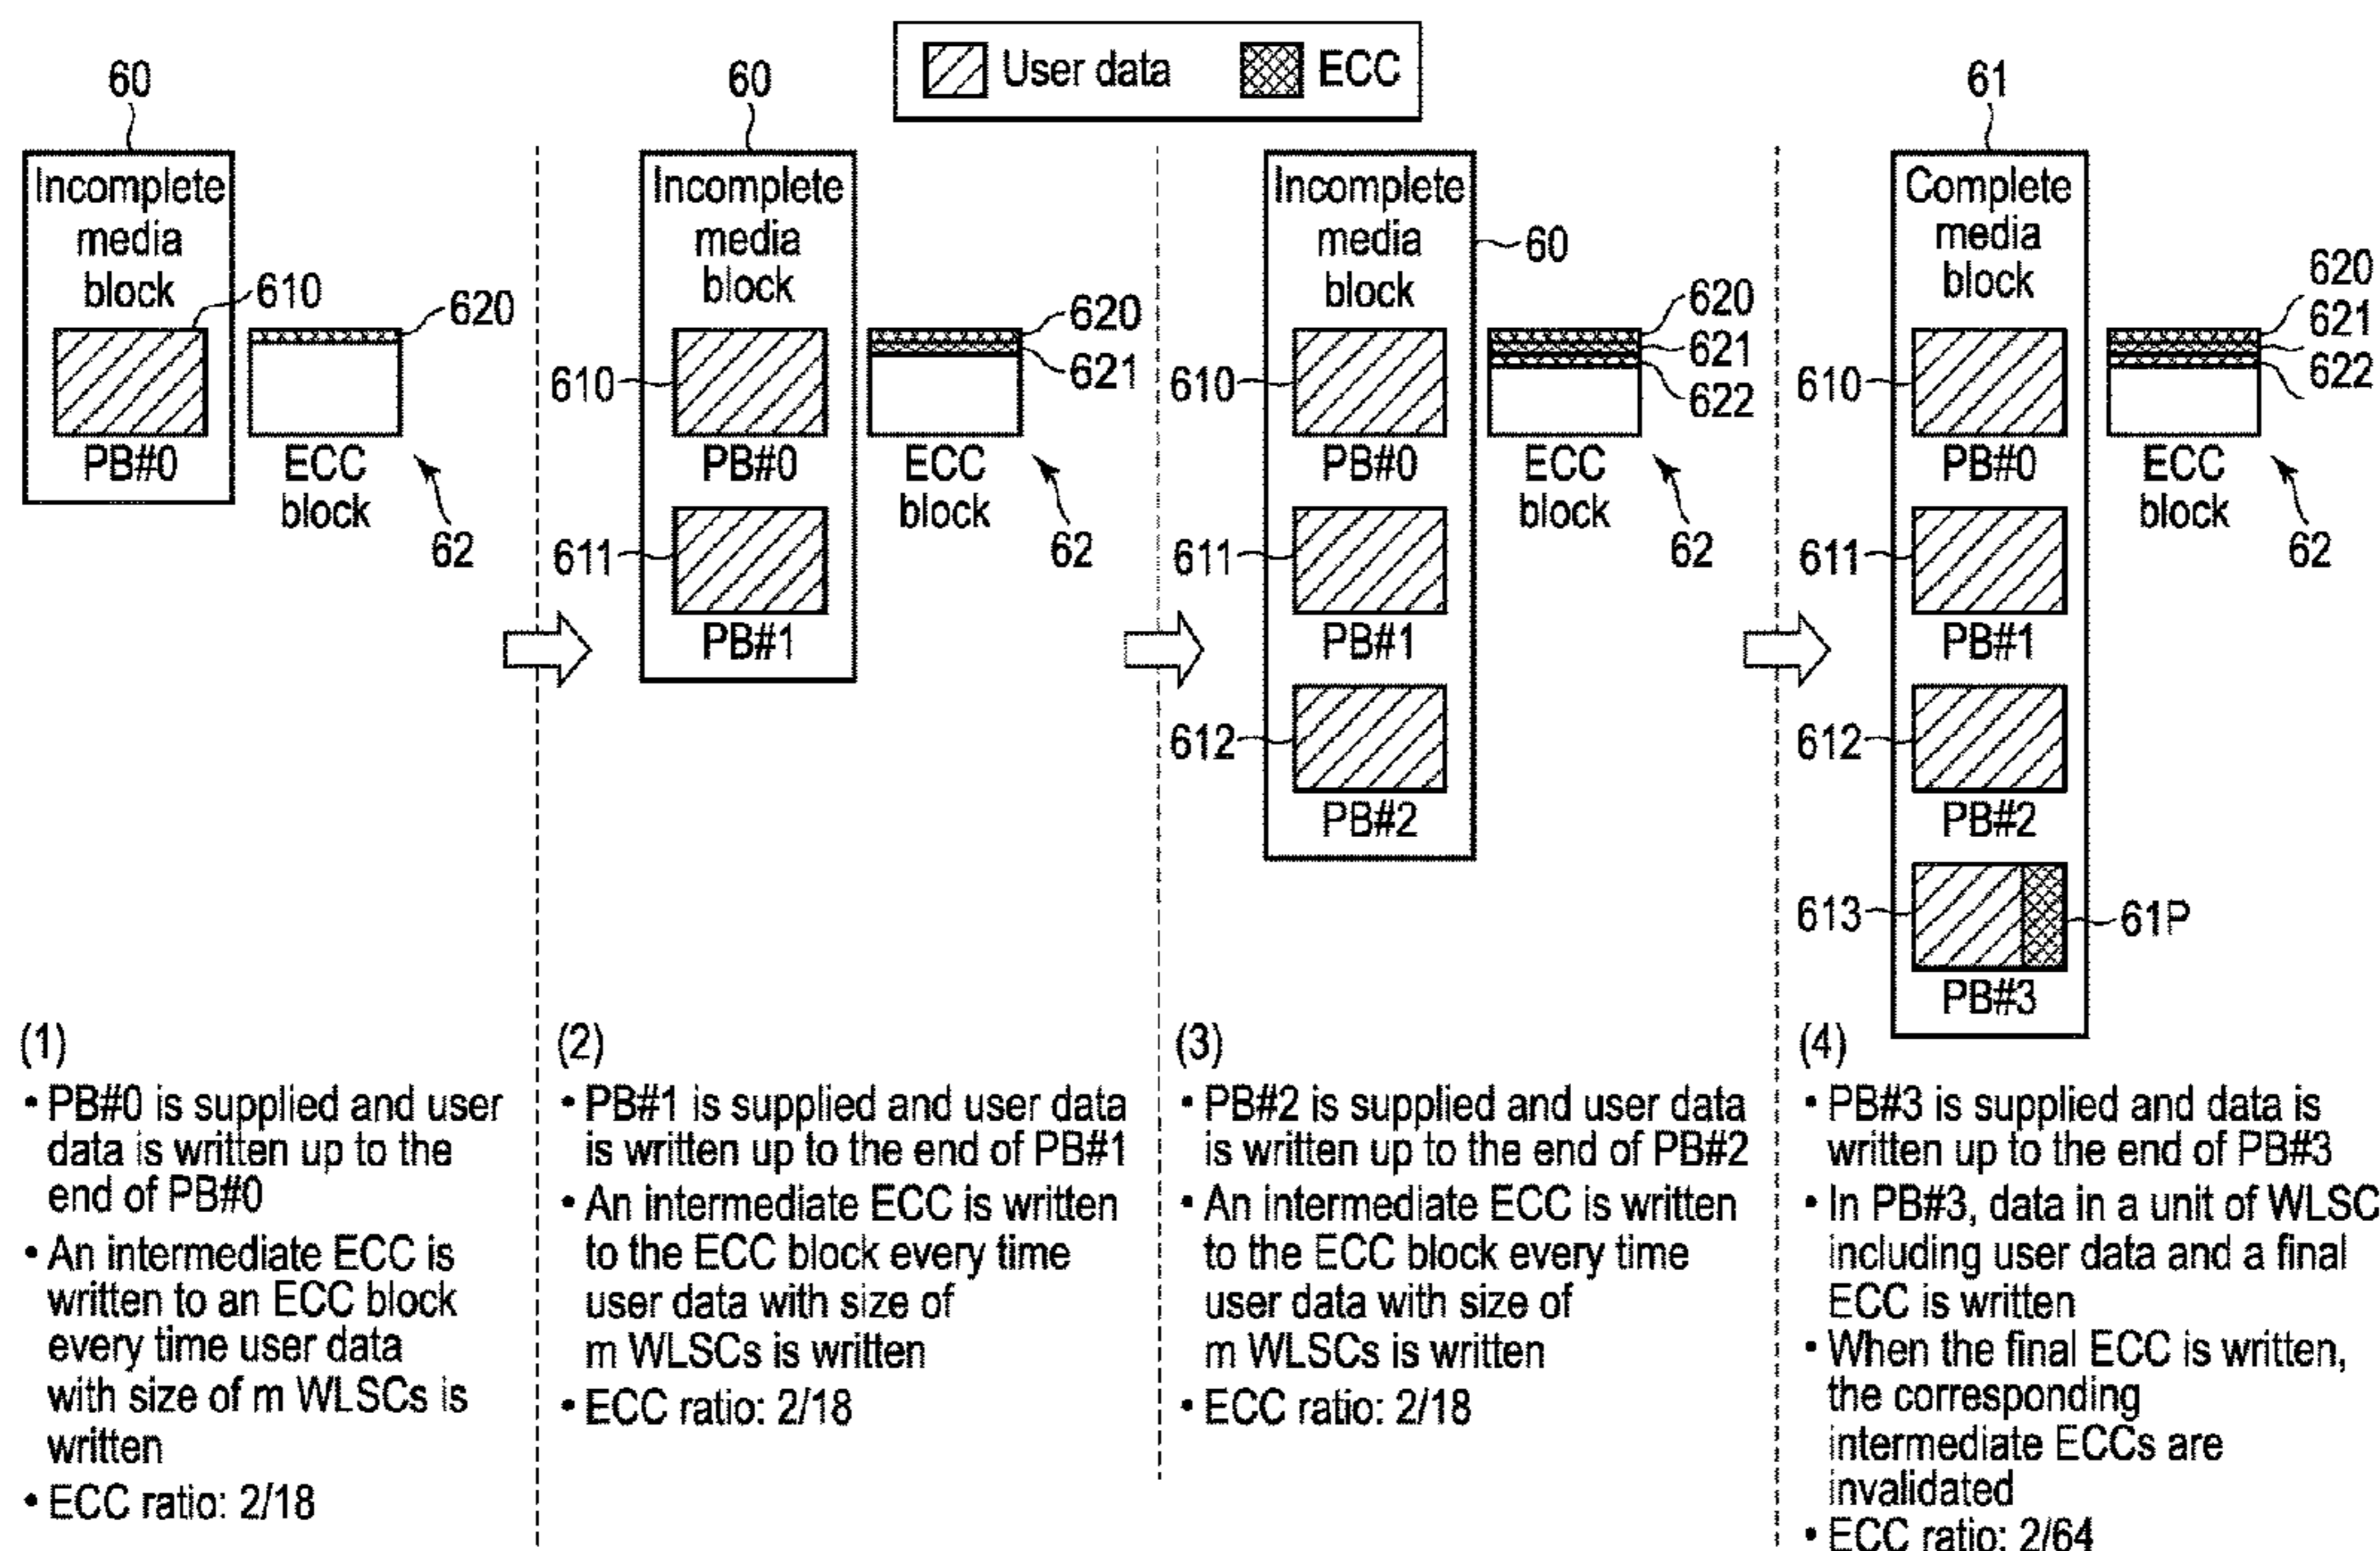 User data
ECC
60
Incomplete
media
block
610
620
PB#0
ECC
block
62
60
Incomplete
media
block
610
620
621
PB#0
ECC
block
62
611
PB#1
Incomplete
media
block
60
610
620
621
622
PB#0
ECC
block
62
611
PB#1
612
PB#2
61
Complete
media
block
610
620
621
622
PB#0
ECC
block
62
611
PB#1
612
PB#2
613
61P
PB#3
(1)
• PB#0 is supplied and user
data is written up to the
end of PB#0
• An intermediate ECC is
written to an ECC block
every time user data
with size of m WLSCs is
written
• ECC ratio: 2/18
(2)
• PB#1 is supplied and user data
is written up to the end of PB#1
• An intermediate ECC is written
to the ECC block every time
user data with size of
m WLSCs is written
• ECC ratio: 2/18
(3)
• PB#2 is supplied and user data
is written up to the end of PB#2
• An intermediate ECC is written
to the ECC block every time
user data with size of
m WLSCs is written
• ECC ratio: 2/18
(4)
• PB#3 is supplied and data is
written up to the end of PB#3
• In PB#3, data in a unit of WLSC
including user data and a final
ECC is written
• When the final ECC is written,
the corresponding
intermediate ECCs are
invalidated
• ECC ratio: 2/64